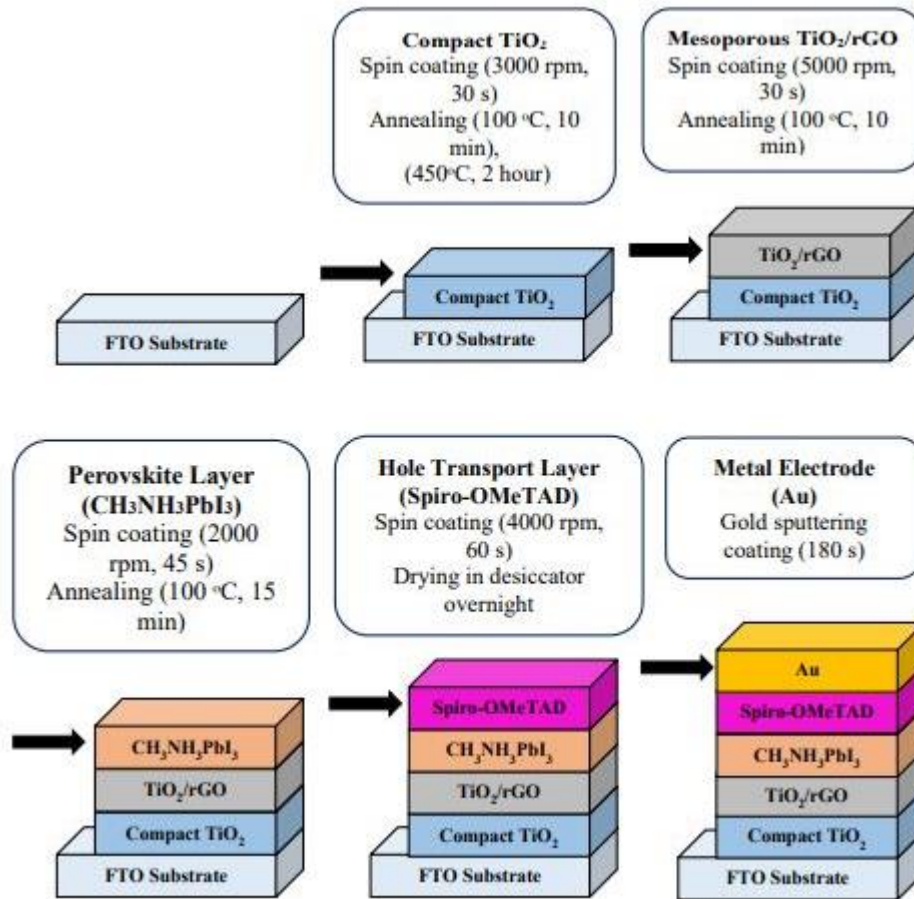 Compact TiO₂
Spin coating (3000 rpm,
30 s)
Annealing (100 °C, 10
min),
(450°C, 2 hour)
Mesoporous TiO₂/rGO
Spin coating (5000 rpm,
30 s)
Annealing (100 °C, 10
min)
FTO Substrate
Compact TiO₂
FTO Substrate
TiO₂/rGO
Compact TiO₂
FTO Substrate
Perovskite Layer
(CH₃NH₃PbI₃)
Spin coating (2000
rpm, 45 s)
Annealing (100 °C, 15
min)
Hole Transport Layer
(Spiro-OMeTAD)
Spin coating (4000 rpm,
60 s)
Drying in desiccator
overnight
Metal Electrode
(Au)
Gold sputtering
coating (180 s)
CH₃NH₃PbI₃
TiO₂/rGO
Compact TiO₂
FTO Substrate
Spiro-OMeTAD
CH₃NH₃PbI₃
TiO₂/rGO
Compact TiO₂
FTO Substrate
Au
Spiro-OMeTAD
CH₃NH₃PbI₃
TiO₂/rGO
Compact TiO₂
FTO Substrate